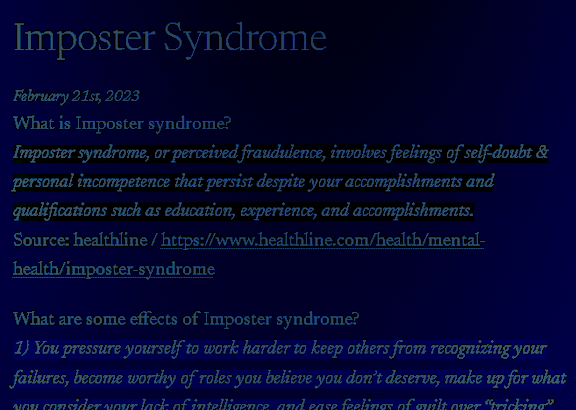 Imposter Syndrome
February 21st, 2023
What is Imposter syndrome?
Imposter syndrome, or perceived fraudulence, involves feelings of self-doubt &
personal incompetence that persist despite your accomplishments and
qualifications such as education, experience, and accomplishments.
Source: healthline / https://www.healthline.com/health/mental-
health/imposter-syndrome
What are some effects of Imposter syndrome?
1) You pressure yourself to work harder to keep others from recognizing your
failures, become worthy of roles you believe you don't deserve, make up for what
you consider your lack of intelligence, and ease feelings of guilt over “tricking”